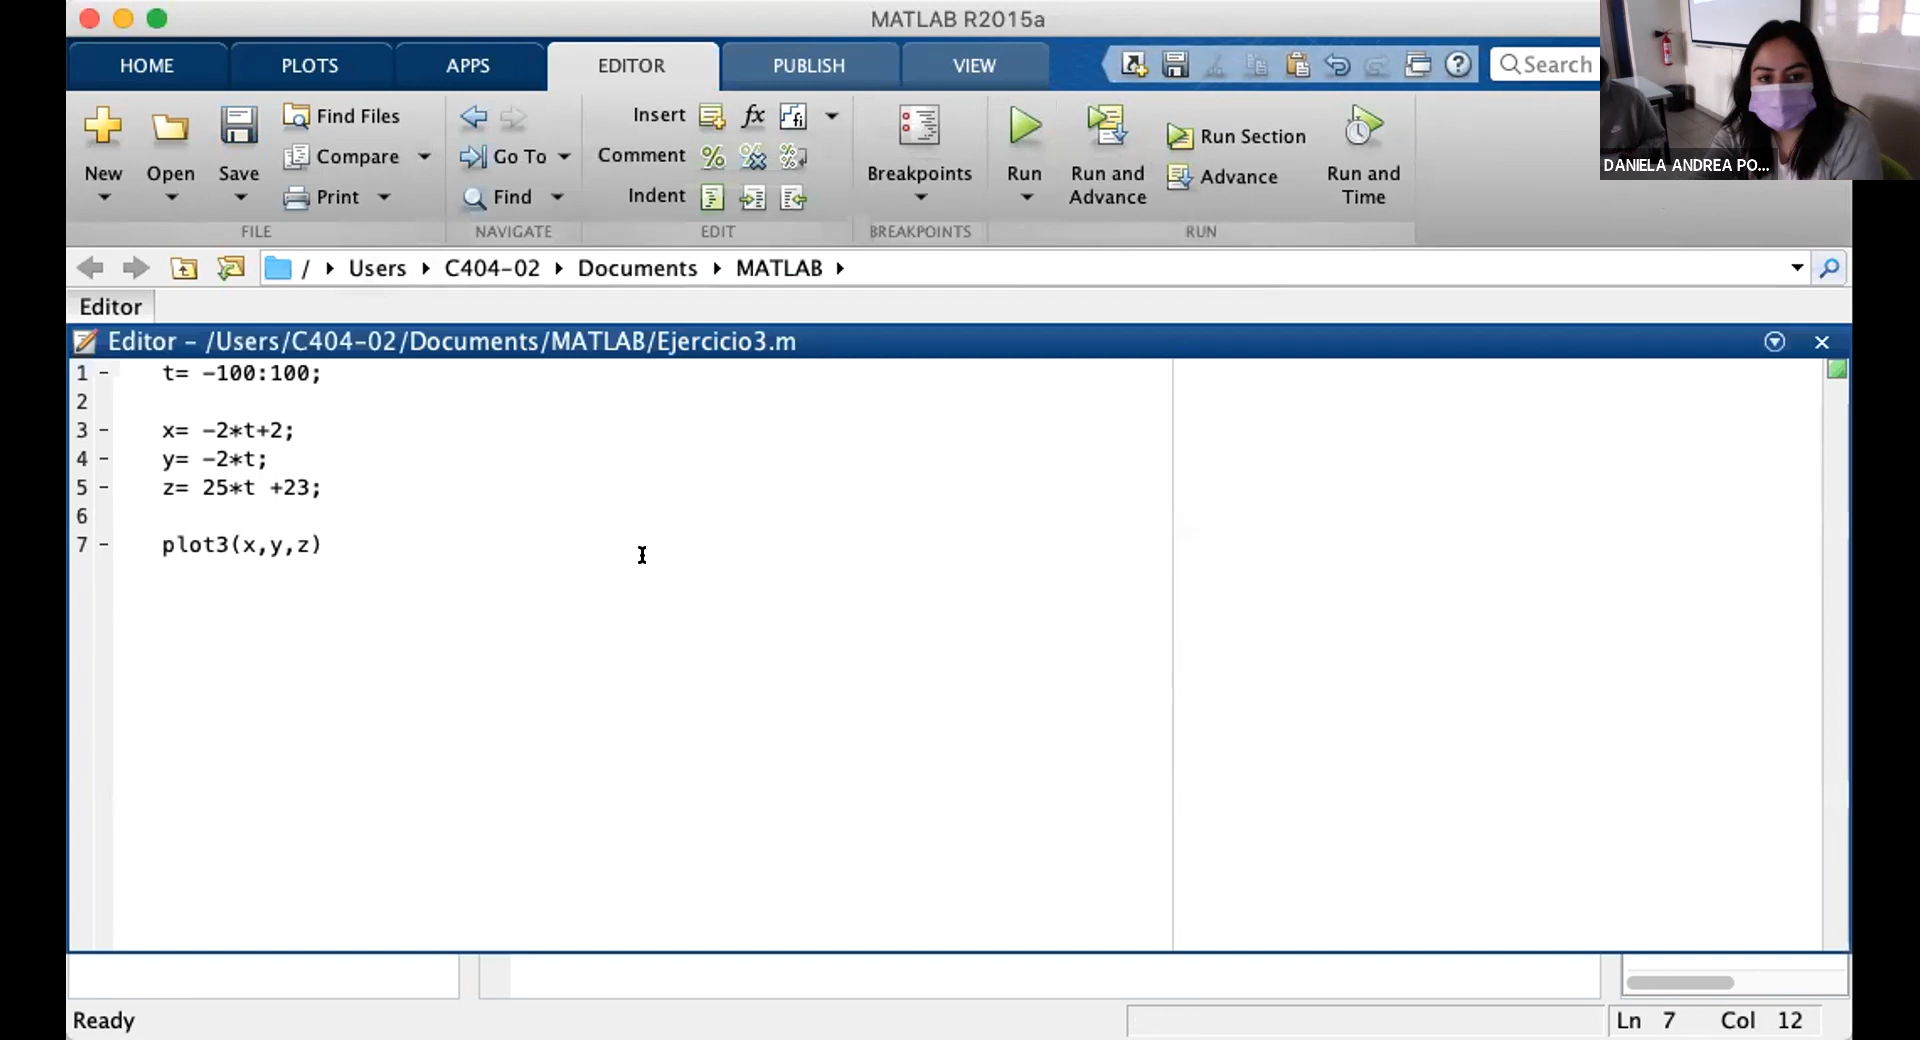 MATLAB R2015a
HOME PLOTS APPS EDITOR PUBLISH VIEW
Search
DANIELA ANDREA PO...
New Open Save
Find Files
Compare
Print
FILE
Go To
Find
NAVIGATE
Insert fx
Comment
Indent
EDIT
Breakpoints
BREAKPOINTS
Run
Run and Advance
Run Section
Advance
Run and Time
RUN
/ Users C404-02 Documents MATLAB
Editor
Editor - /Users/C404-02/Documents/MATLAB/Ejercicio3.m
1 - t= -100:100;
2
3 - x= -2*t+2;
4 - y= -2*t;
5 - z= 25*t +23;
6
7 - plot3(x,y,z)
Ready
Ln 7 Col 12